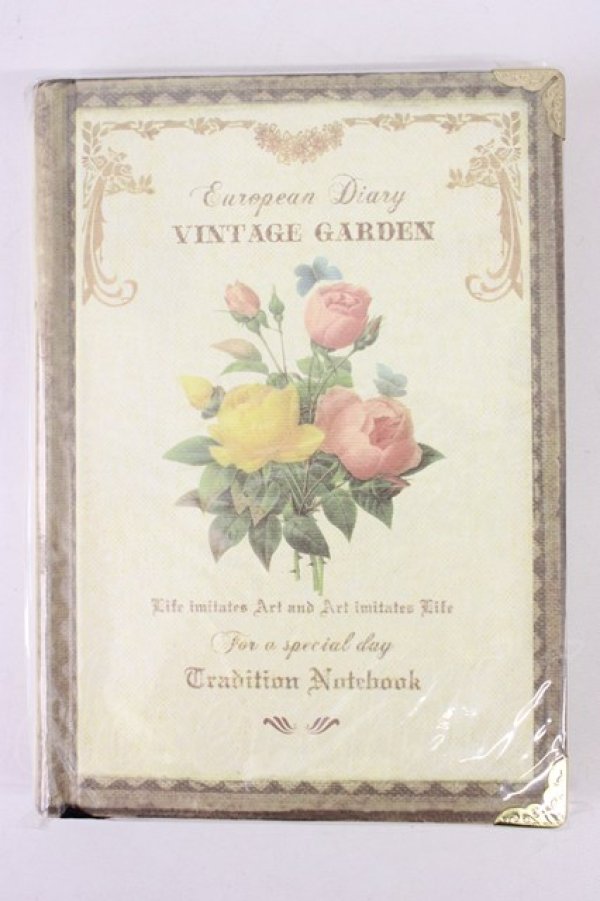 European Diary
VINTAGE GARDEN
Life imitates Art and Art imitates Life
For a special day
Tradition Notebook